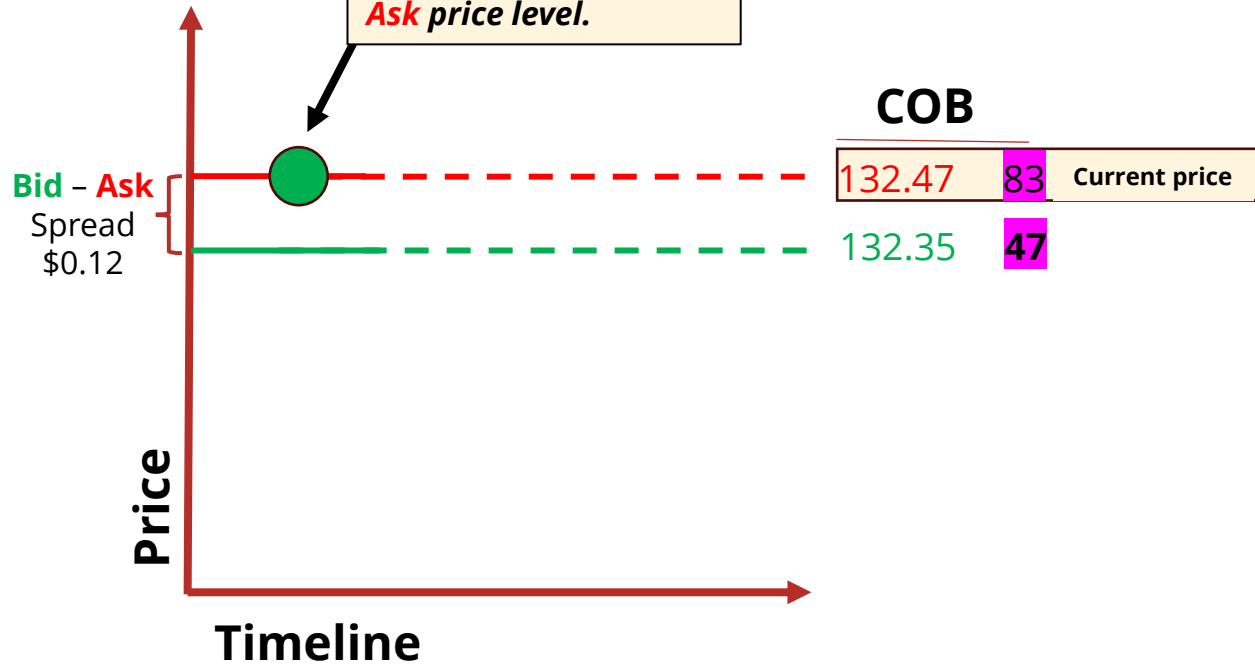 Ask price level.
COB
132.47 83 Current price
Bid – Ask
Spread
$0.12
132.35 47
Price
Timeline